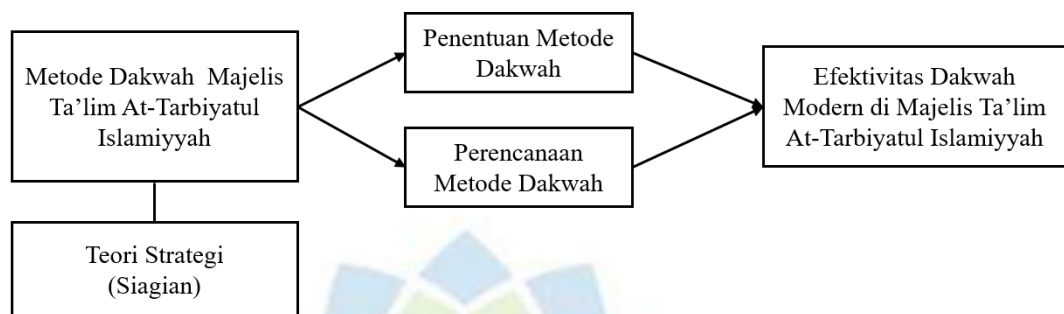 Metode Dakwah Majelis
Ta’lim At-Tarbiyatul
Islamiyyah
Teori Strategi
(Siagian)
Penentuan Metode
Dakwah
Perencanaan
Metode Dakwah
Efektivitas Dakwah
Modern di Majelis Ta’lim
At-Tarbiyatul Islamiyyah